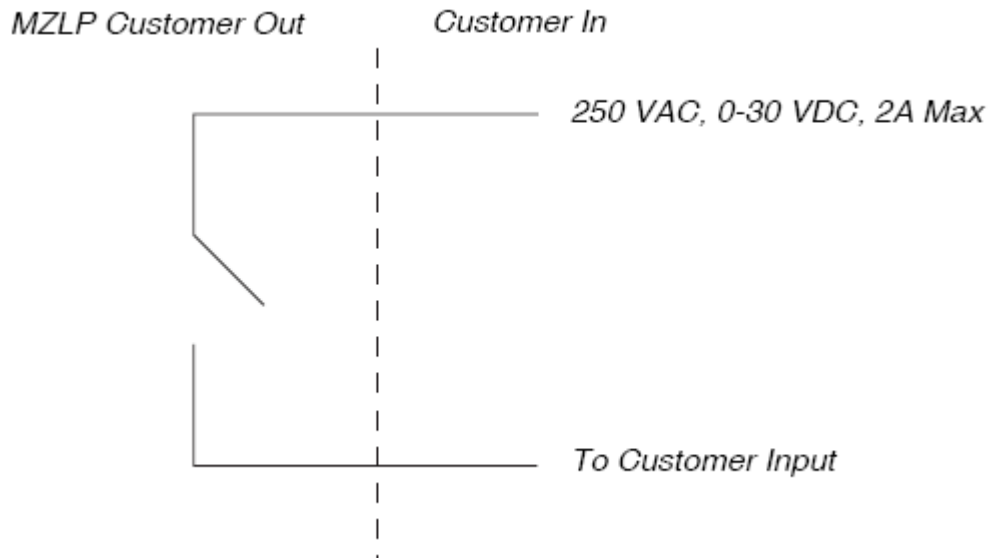 MZLP Customer Out
Customer In
250 VAC, 0-30 VDC, 2A Max
To Customer Input